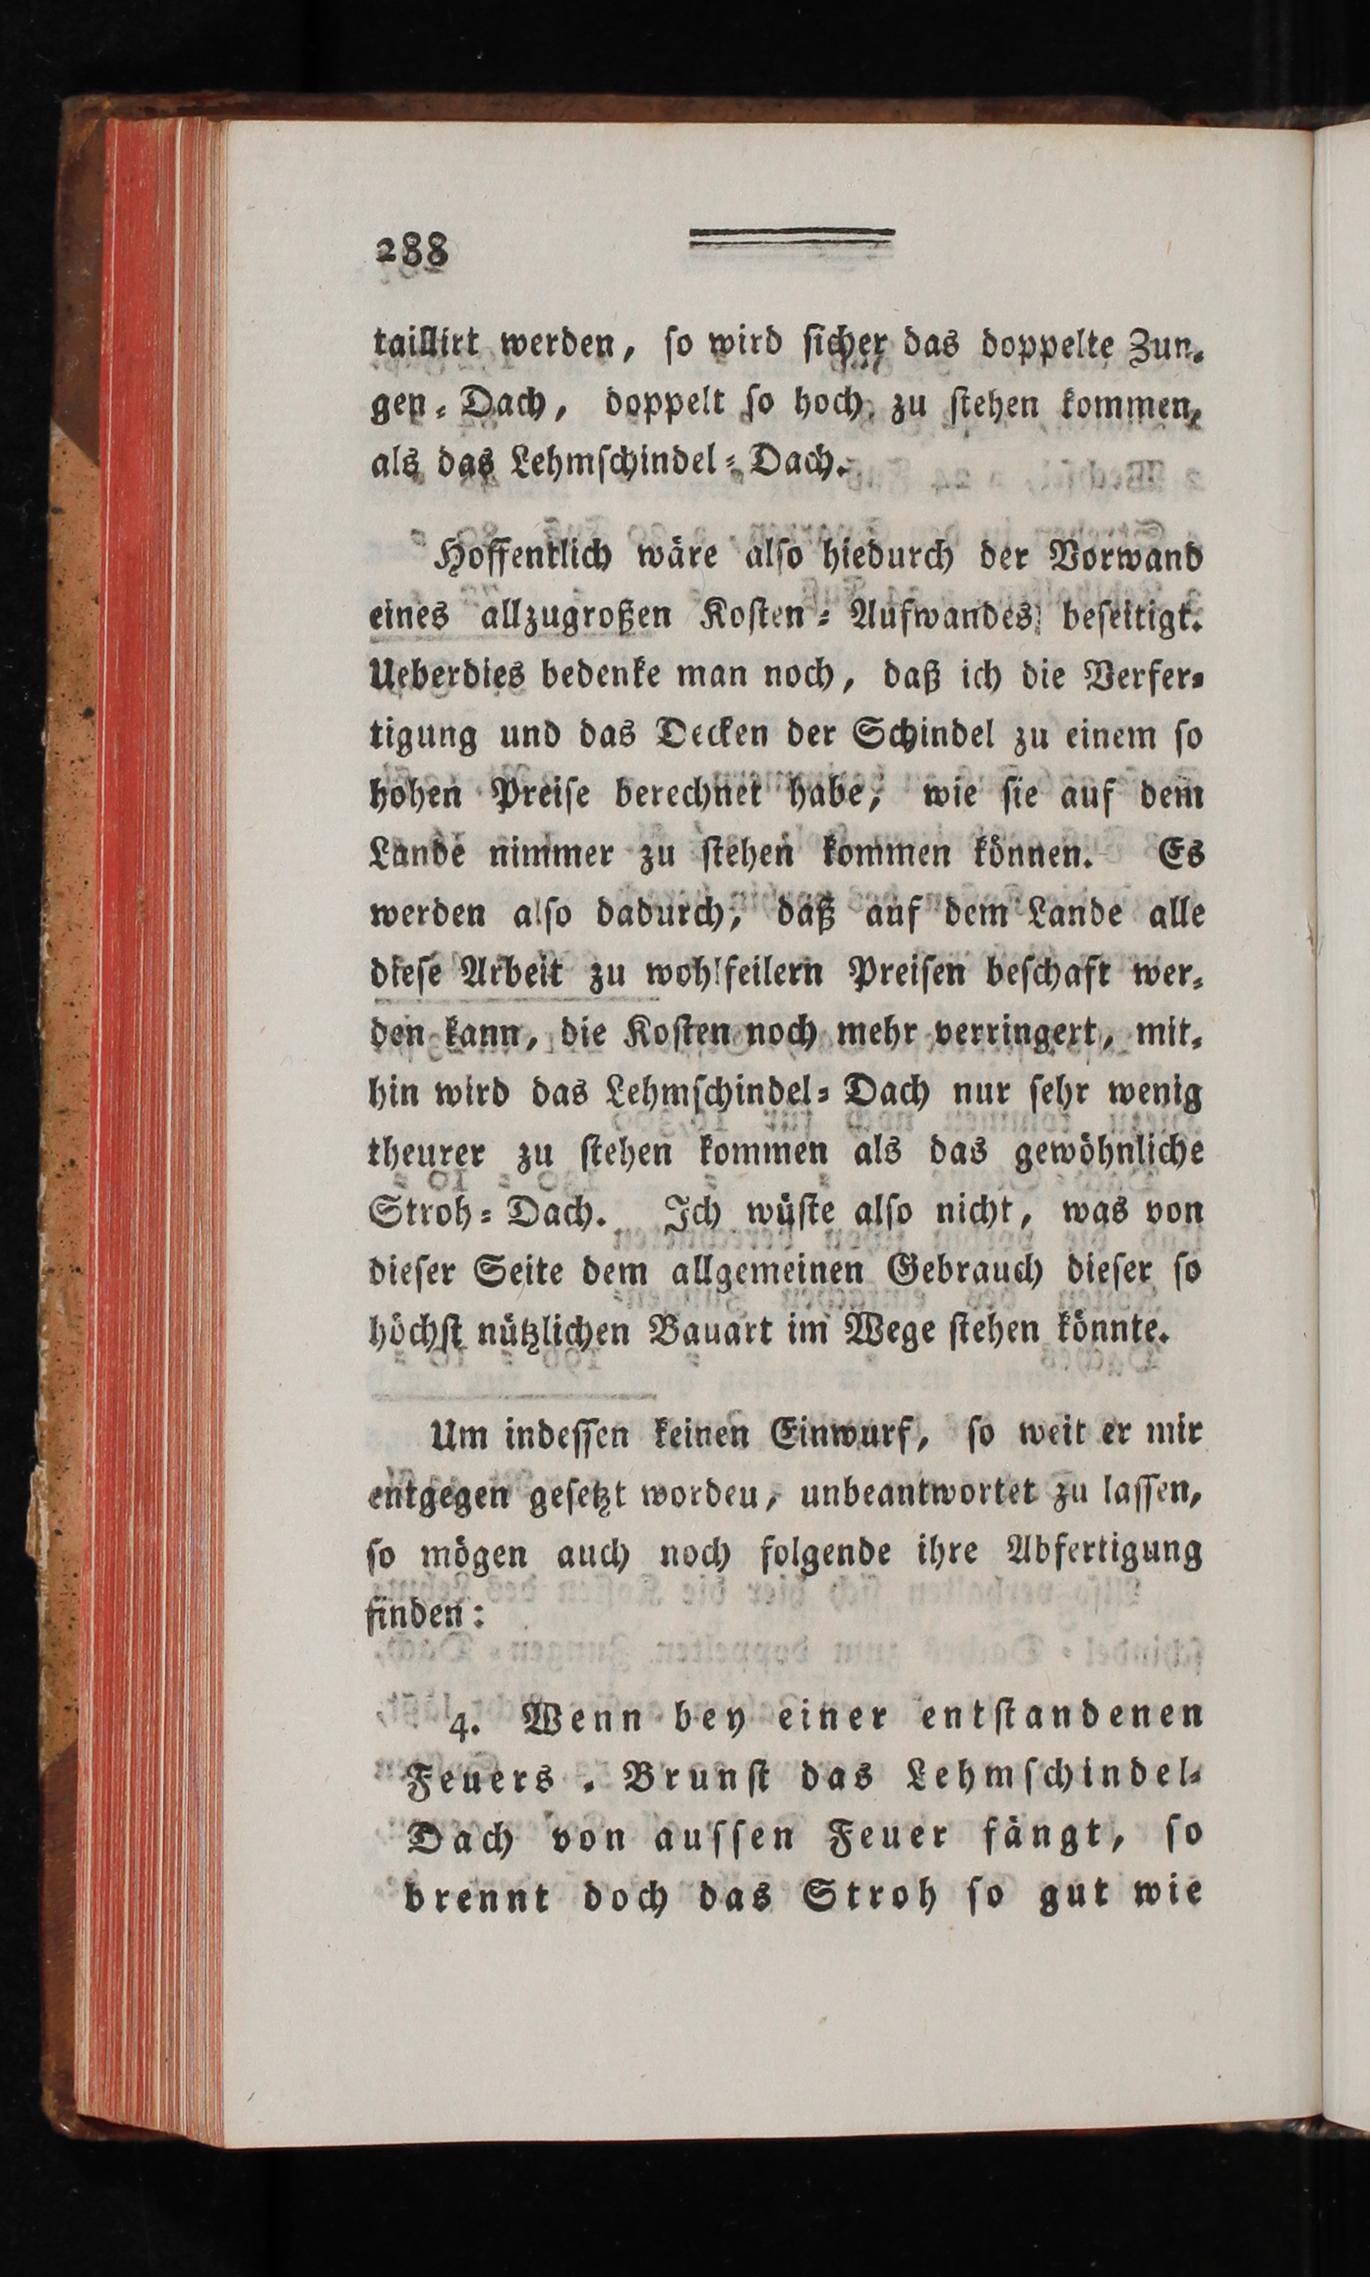 288
taillirt werden, ſo wird ſicher das doppelte Zun⸗
gen⸗Dach, doppelt ſo hoch zu ſtehen kommen,
als das Lehmſchindel⸗Dach.
Hoffentlich wäre alſo hiedurch der Vorwand
eines allzugroßen Koſten⸗Aufwandes beſeitigt.
Ueberdies bedenke man noch, daß ich die Verfer⸗
tigung und das Decken der Schindel zu einem ſo
hohen Preiſe berechnet habe, wie ſie auf dem
Lande nimmer zu ſtehen kommen können. Es
werden alſo dadurch, daß auf dem Lande alle
dieſe Arbeit zu wohlfeilern Preiſen beſchaft wer⸗
den kann, die Koſten noch mehr verringert, mit⸗
hin wird das Lehmſchindel⸗Dach nur ſehr wenig
theurer zu ſtehen kommen als das gewöhnliche
Stroh⸗Dach. Ich wüſte alſo nicht, was von
dieſer Seite dem allgemeinen Gebrauch dieſer ſo
höchſt nützlichen Bauart im Wege ſtehen könnte.
Um indeſſen keinen Einwurf, ſo weit er mir
entgegen geſetzt wordeu, unbeantwortet zu laſſen,
ſo mögen auch noch folgende ihre Abfertigung
finden:
4. Wenn bey einer entſtandenen
Feuers⸗Brunſt das Lehmſchindel⸗
Dach von auſſen Feuer fängt, ſo
brennt doch das Stroh ſo gut wie